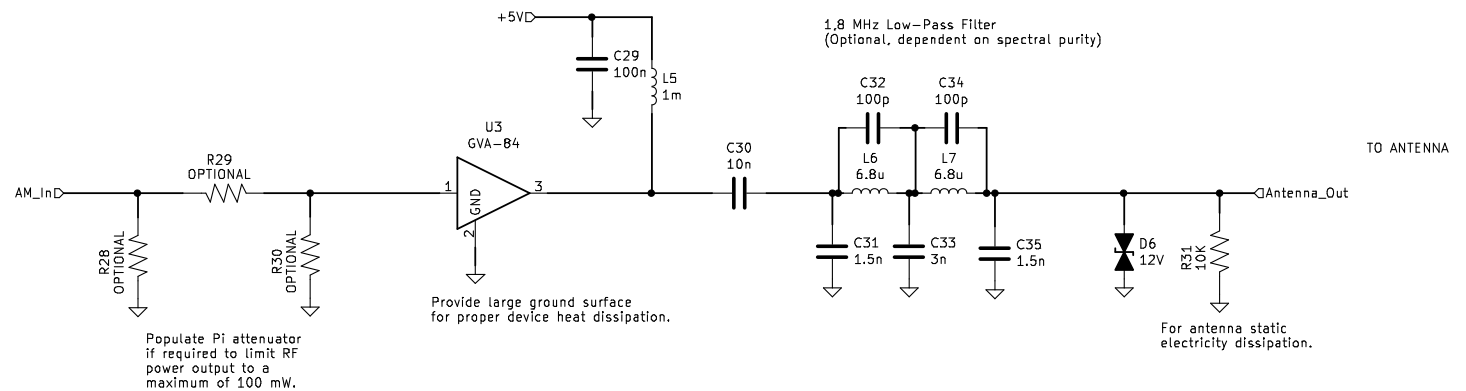 +5V
1,8 MHz Low-Pass Filter
(Optional, dependent on spectral purity)
C29
100n
L5
1m
C32
100p
C34
100p
U3
GVA-84
R29
OPTIONAL
C30
10n
L6
6.8u
L7
6.8u
TO ANTENNA
AM_In
1
GND
2
3
Antenna_Out
R28
OPTIONAL
R30
OPTIONAL
C31
1.5n
C33
3n
C35
1.5n
D6
12V
R31
10K
Provide large ground surface
for proper device heat dissipation.
For antenna static
electricity dissipation.
Populate Pi attenuator
if required to limit RF
power output to a
maximum of 100 mW.